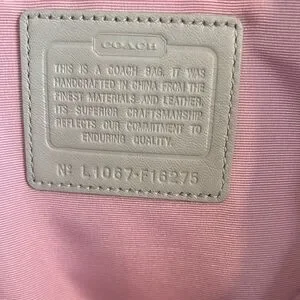 COACH
THIS IS A COACH BAG. IT WAS
HANDCRAFTED IN CHINA FROM THE
FINEST MATERIALS AND LEATHER.
ITS SUPERIOR CRAFTSMANSHIP
REFLECTS OUR COMMITMENT TO
ENDURING QUALITY.
Nº L1067-F16275